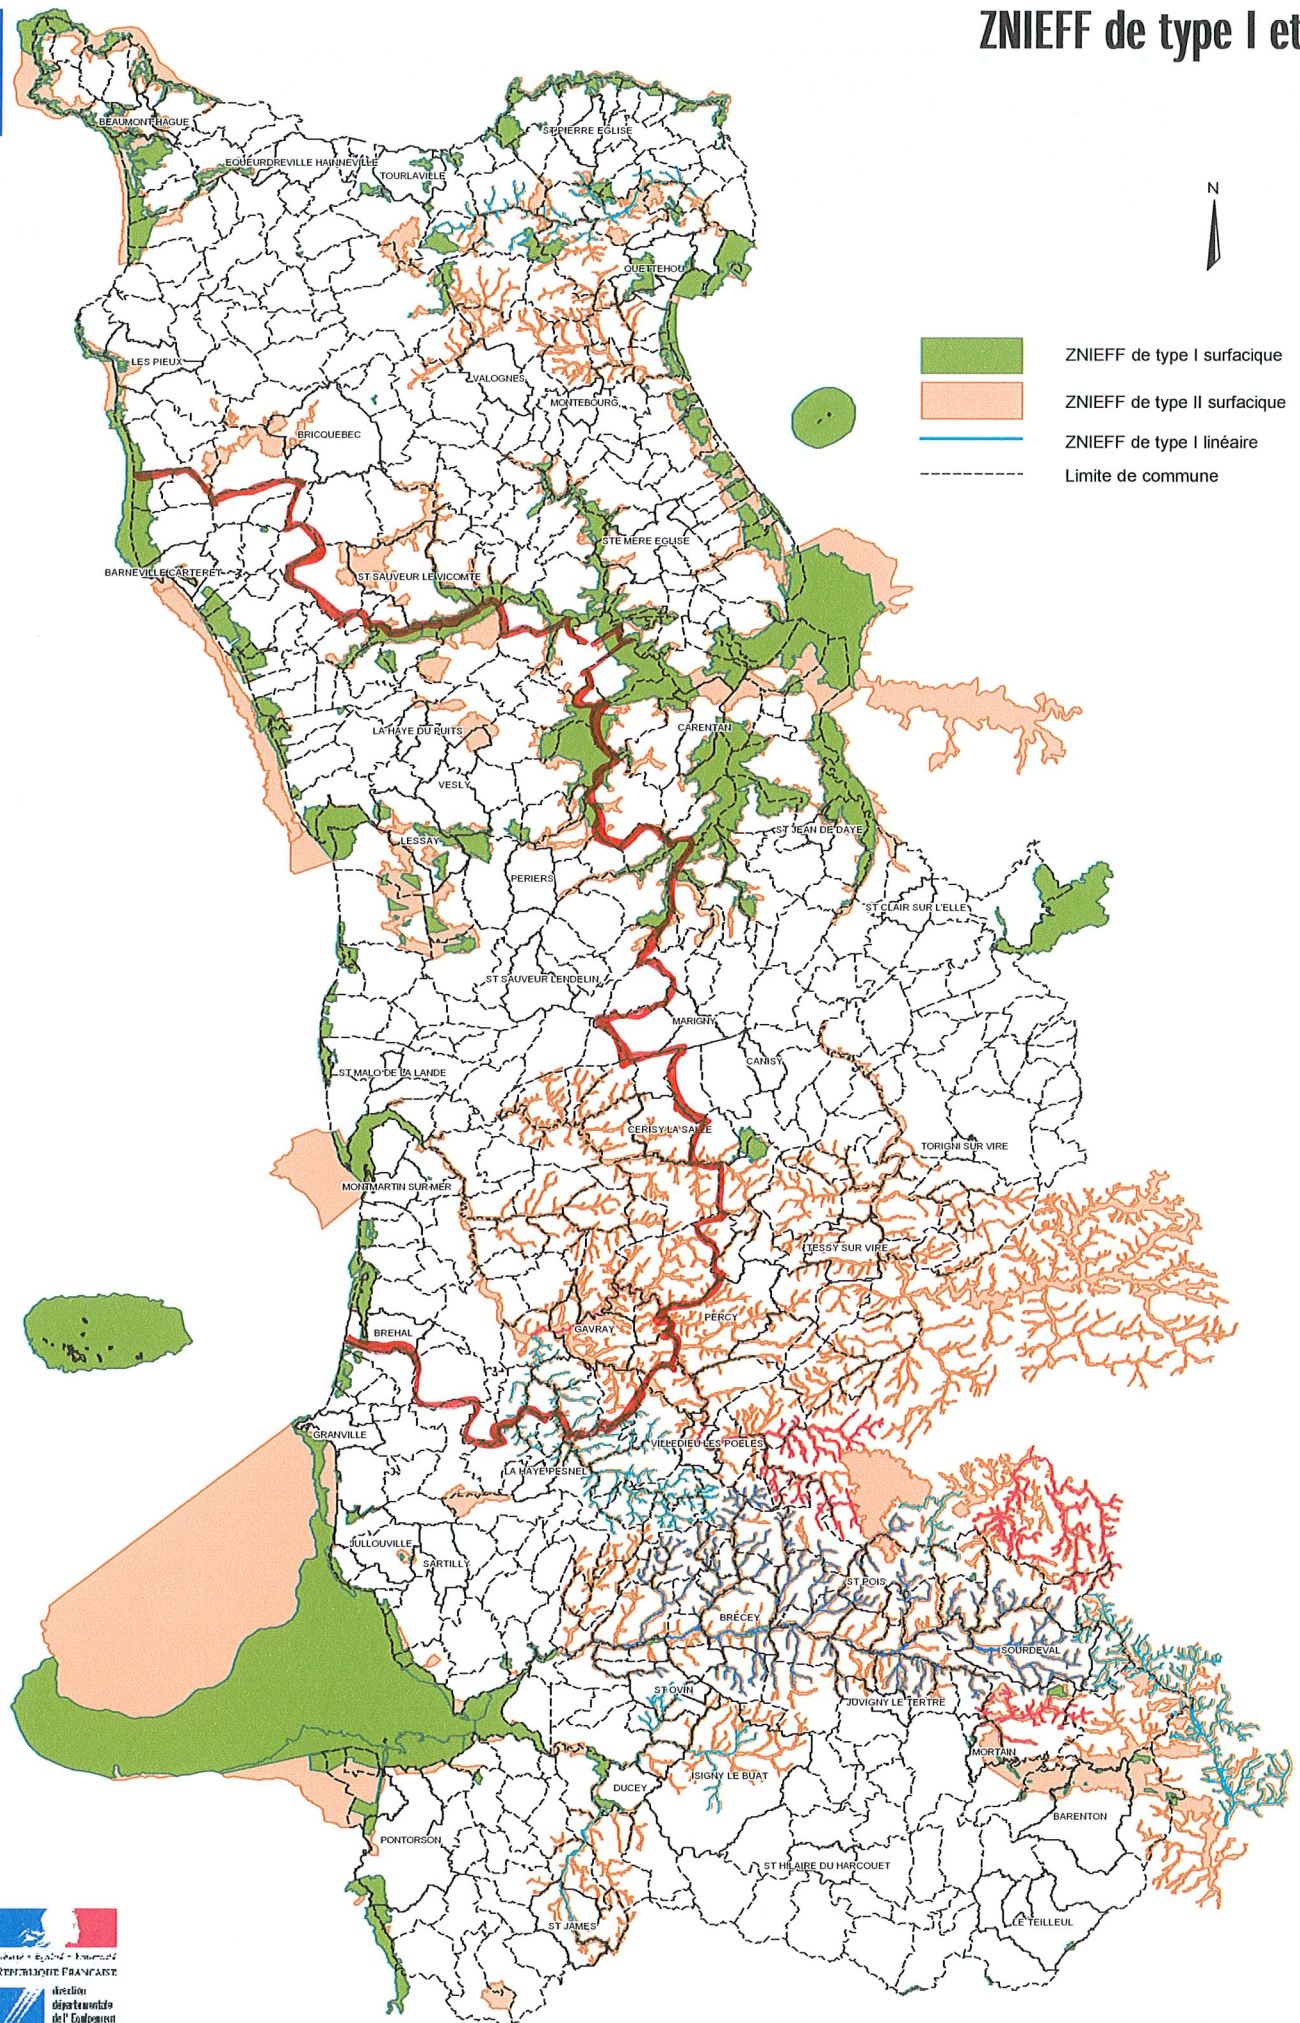 ZNIEFF de type I et
N
ZNIEFF de type I surfacique
ZNIEFF de type II surfacique
ZNIEFF de type I linéaire
Limite de commune
BEAUMONT HAGUE
ST PIERRE EGLISE
EQUEURDREVILLE HAINNEVILLE
TOURLAVILLE
QUETTEHOU
LES PIEUX
VALOGNES
MONTEBOURG
BRICQUEBEC
STE MERE EGLISE
BARNEVILLE CARTERET
ST SAUVEUR LE VICOMTE
LA HAYE DU PUITS
CARENTAN
VESLY
ST JEAN DE DAYE
LESSAY
PERIERS
ST CLAIR SUR L'ELLE
ST SAUVEUR LENDELIN
MARIGNY
CANISY
ST MALO DE LA LANDE
CERISY LA SALLE
TORIGNI SUR VIRE
MONTMARTIN SUR MER
TESSY SUR VIRE
PERCY
GAVRAY
BREHAL
GRANVILLE
VILLEDIEU LES POELES
LA HAYE PESNEL
JULLOUVILLE
SARTILLY
ST POIS
BRECEY
SOURDEVAL
ST OVIN
JUVIGNY LE TERTRE
MORTAIN
ISIGNY LE BUAT
DUCEY
BARENTON
PONTORSON
ST HILAIRE DU HARCOUET
ST JAMES
LE TEILLEUL
RÉPUBLIQUE FRANÇAISE
direction
départementale
de l'Equipement